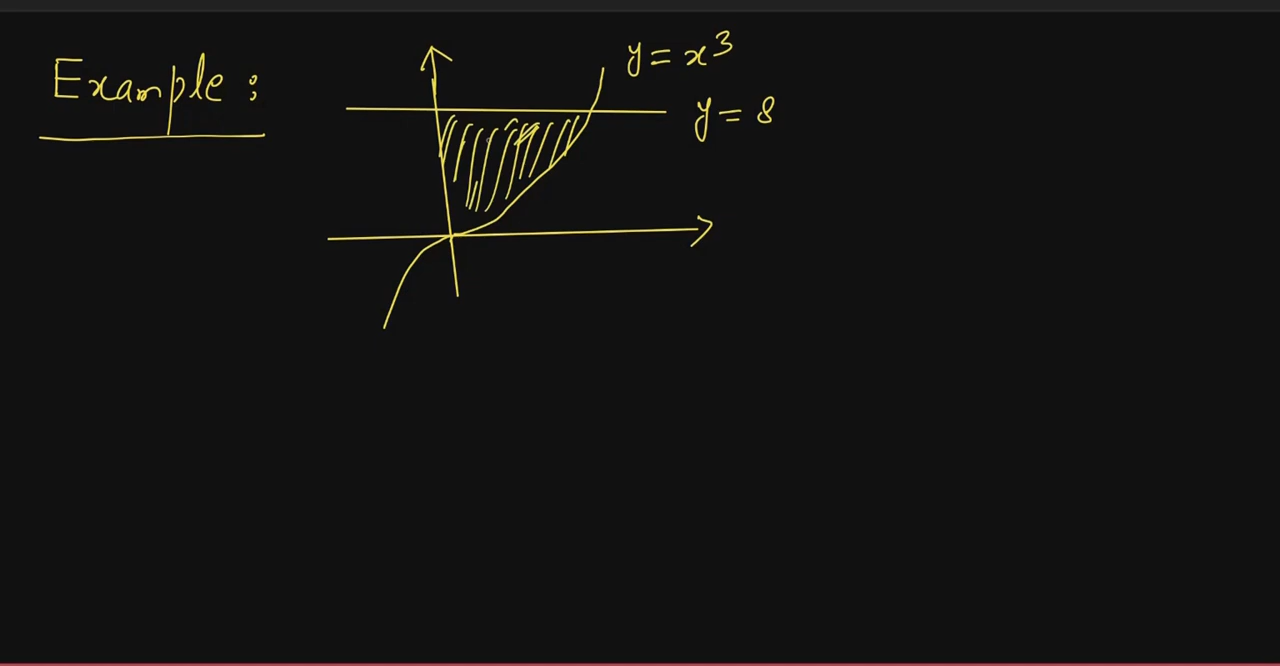 Example :
y = x³
y = 8